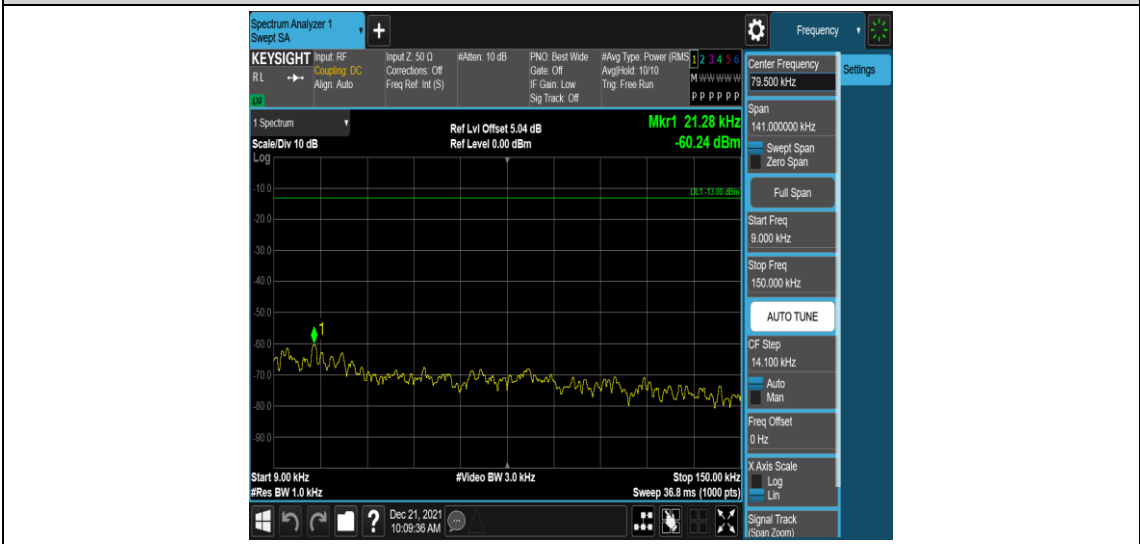 Spectrum Analyzer 1
Swept SA
+
Frequency
KEYSIGHT
RL
LXI
Input: RF
Coupling: DC
Align: Auto
Input Z: 50 Ω
Corrections: Off
Freq Ref: Int (S)
#Atten: 10 dB
PNO: Best Wide
Gate: Off
IF Gain: Low
Sig Track: Off
#Avg Type: Power (RMS
Avg|Hold: 10/10
Trig: Free Run
1 2 3 4 5 6
M W W W W W
P P P P P P
1 Spectrum
Scale/Div 10 dB
Log
Ref Lvl Offset 5.04 dB
Ref Level 0.00 dBm
Mkr1 21.28 kHz
-60.24 dBm
DL1 -13.00 dBm
-10.0
-20.0
-30.0
-40.0
-50.0
-60.0
-70.0
-80.0
-90.0
1
Start 9.00 kHz
#Video BW 3.0 kHz
Stop 150.00 kHz
#Res BW 1.0 kHz
Sweep 36.8 ms (1000 pts)
?
Dec 21, 2021
10:09:36 AM
Center Frequency
79.500 kHz
Settings
Span
141.000000 kHz
Swept Span
Zero Span
Full Span
Start Freq
9.000 kHz
Stop Freq
150.000 kHz
AUTO TUNE
CF Step
14.100 kHz
Auto
Man
Freq Offset
0 Hz
X Axis Scale
Log
Lin
Signal Track
(Span Zoom)